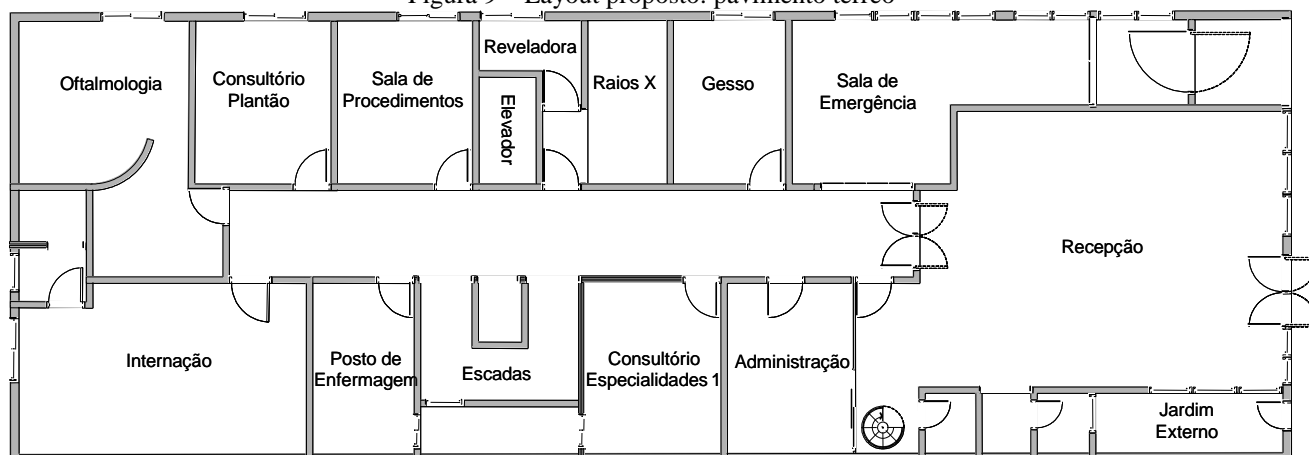 Figura 9 – Layout proposto: pavimento térreo
Oftalmologia
Consultório
Plantão
Sala de
Procedimentos
Reveladora
Elevador
Raios X
Gesso
Sala de
Emergência
Recepção
Internação
Posto de
Enfermagem
Escadas
Consultório
Especialidades 1
Administração
Jardim
Externo